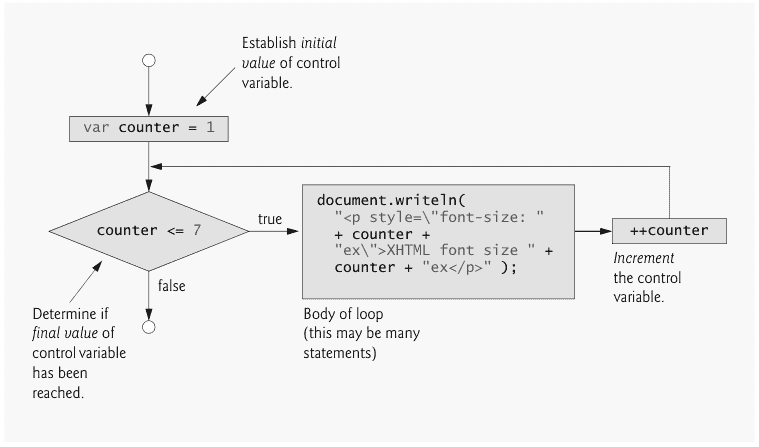 Establish initial
value of control
variable.
var counter = 1
counter <= 7
true
false
document.writeln(
"<p style=\"font-size: "
+ counter +
"ex\">XHTML font size " +
counter + "ex</p>" );
++counter
Increment
the control
variable.
Determine if
final value of
control variable
has been
reached.
Body of loop
(this may be many
statements)